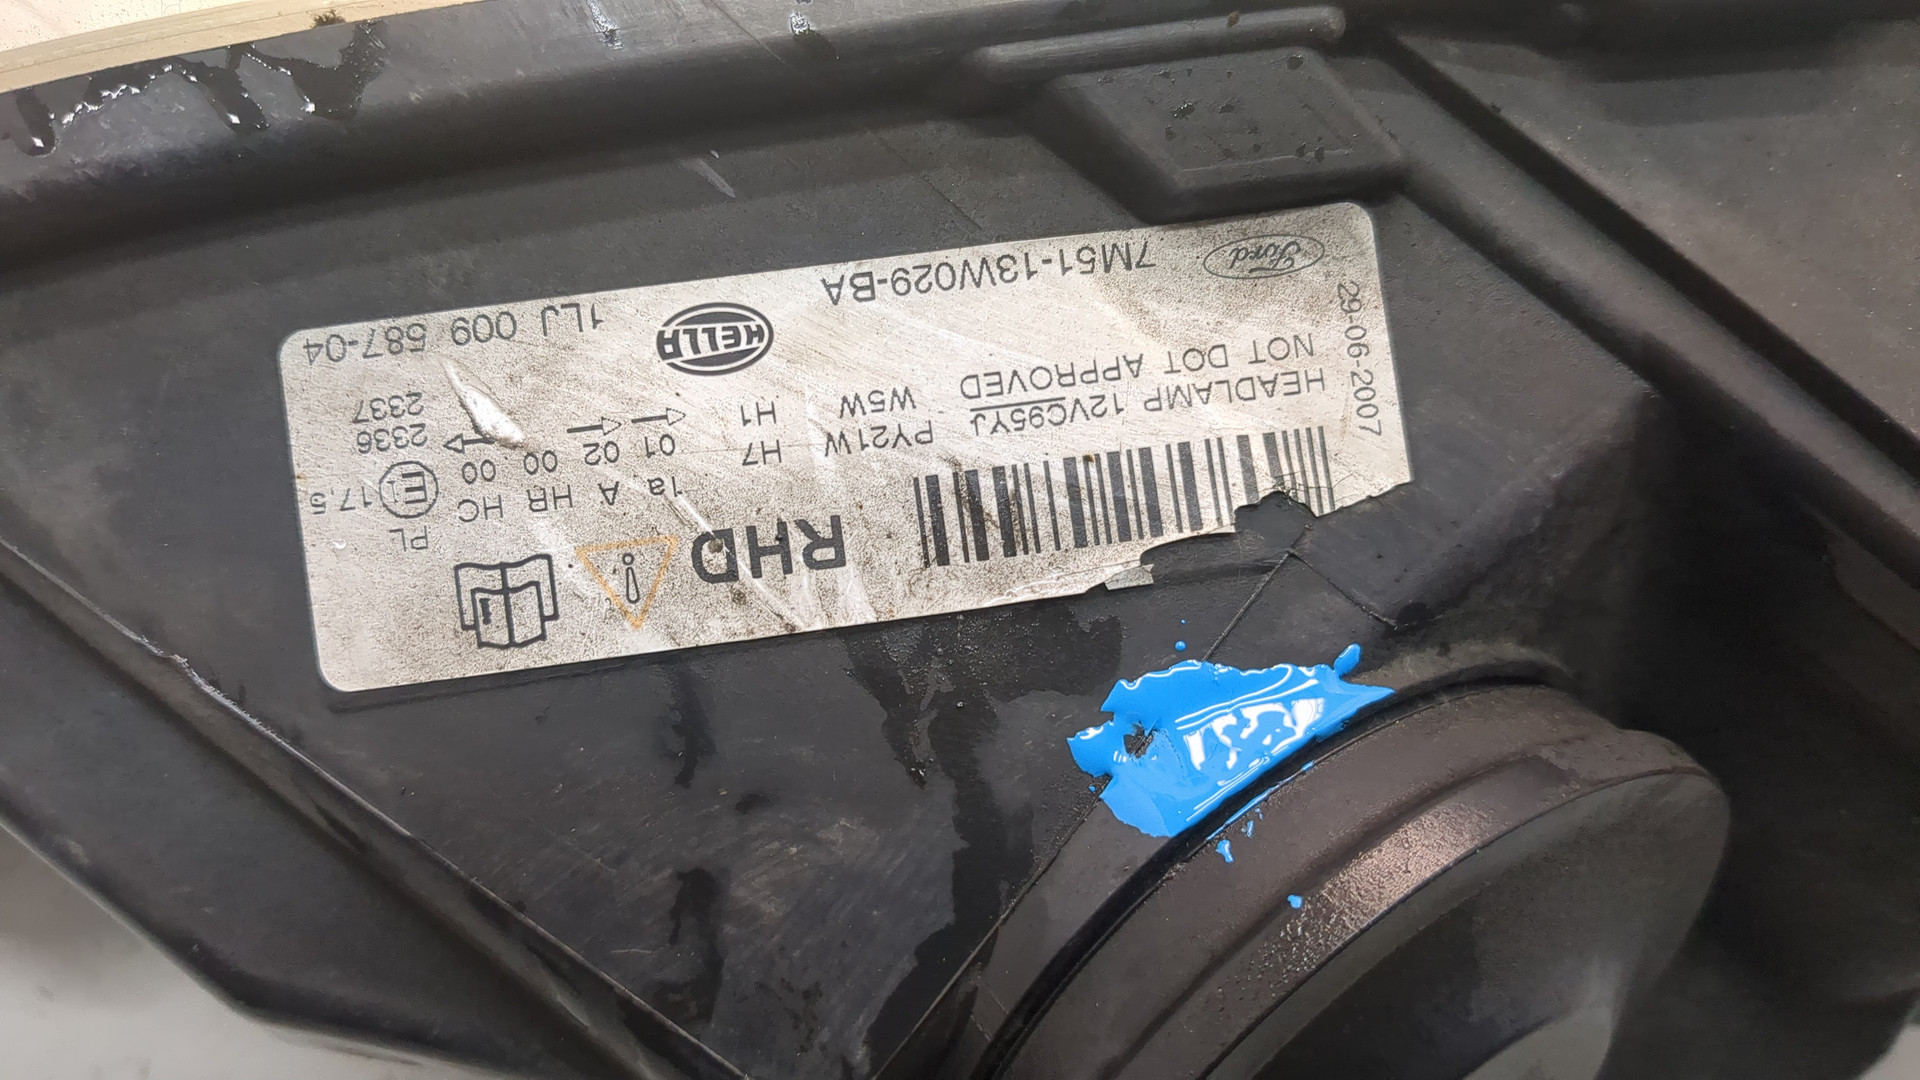 29-06-2007
Ford
7M51-13W029-BA
HELLA
1LJ 009 587-04
NOT DOT APPROVED
HEADLAMP 12VC95YJ
W5W H1
PY21W H7
01 02 00 00
2337
2336
1a A HR HC PL
E1 17.5
RHD